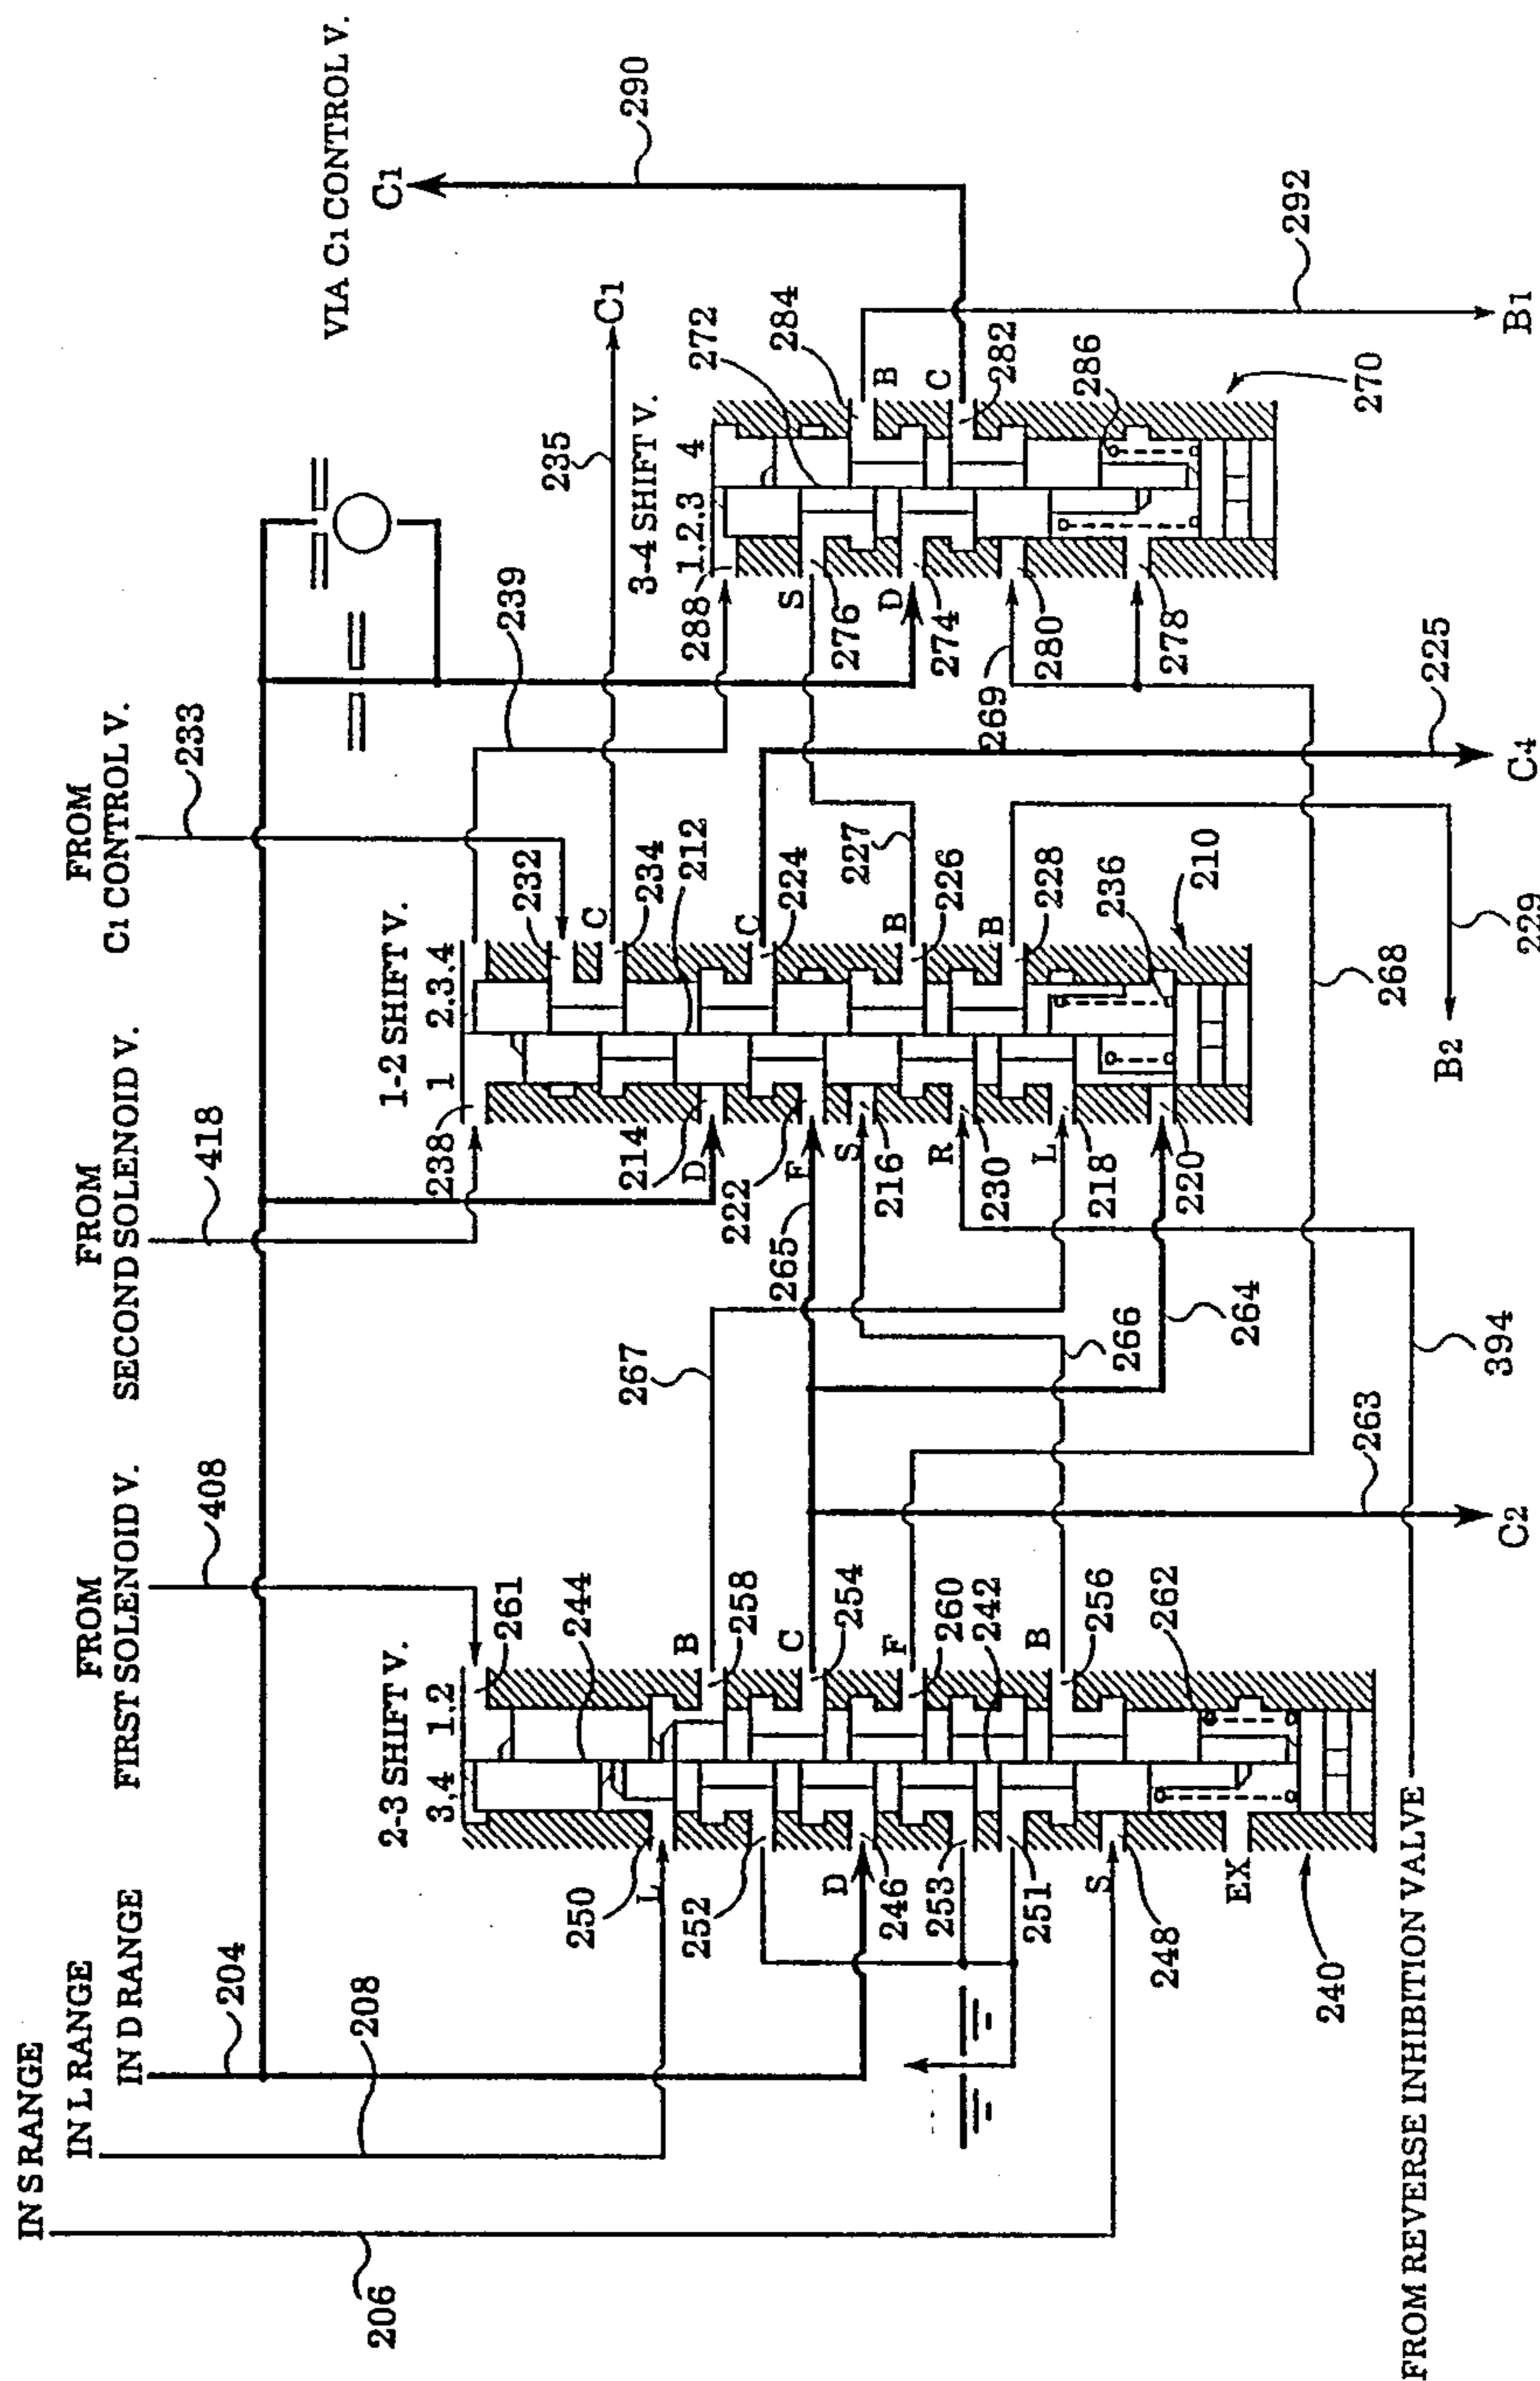 IN S RANGE
IN L RANGE
IN D RANGE
206
208
204
FROM
FIRST SOLENOID V.
408
FROM
SECOND SOLENOID V.
418
FROM
C1 CONTROL V.
233
VIA C1 CONTROL V.
C1
290
2-3 SHIFT V.
3,4
1.2
261
244
250
L
252
D
246
253
251
S
248
EX
240
B
258
C
254
F
260
242
B
256
262
267
265
266
264
263
C2
1-2 SHIFT V.
1
2.3.4
238
214
D
222
F
S
216
R
230
L
218
220
232
C
234
212
C
224
227
B
226
B
228
236
210
239
235
C1
3-4 SHIFT V.
1.2.3
4
288
S
276
D
274
269
280
278
272
284
B
C
282
286
270
292
B1
225
C4
268
229
B2
394
FROM REVERSE INHIBITION VALVE